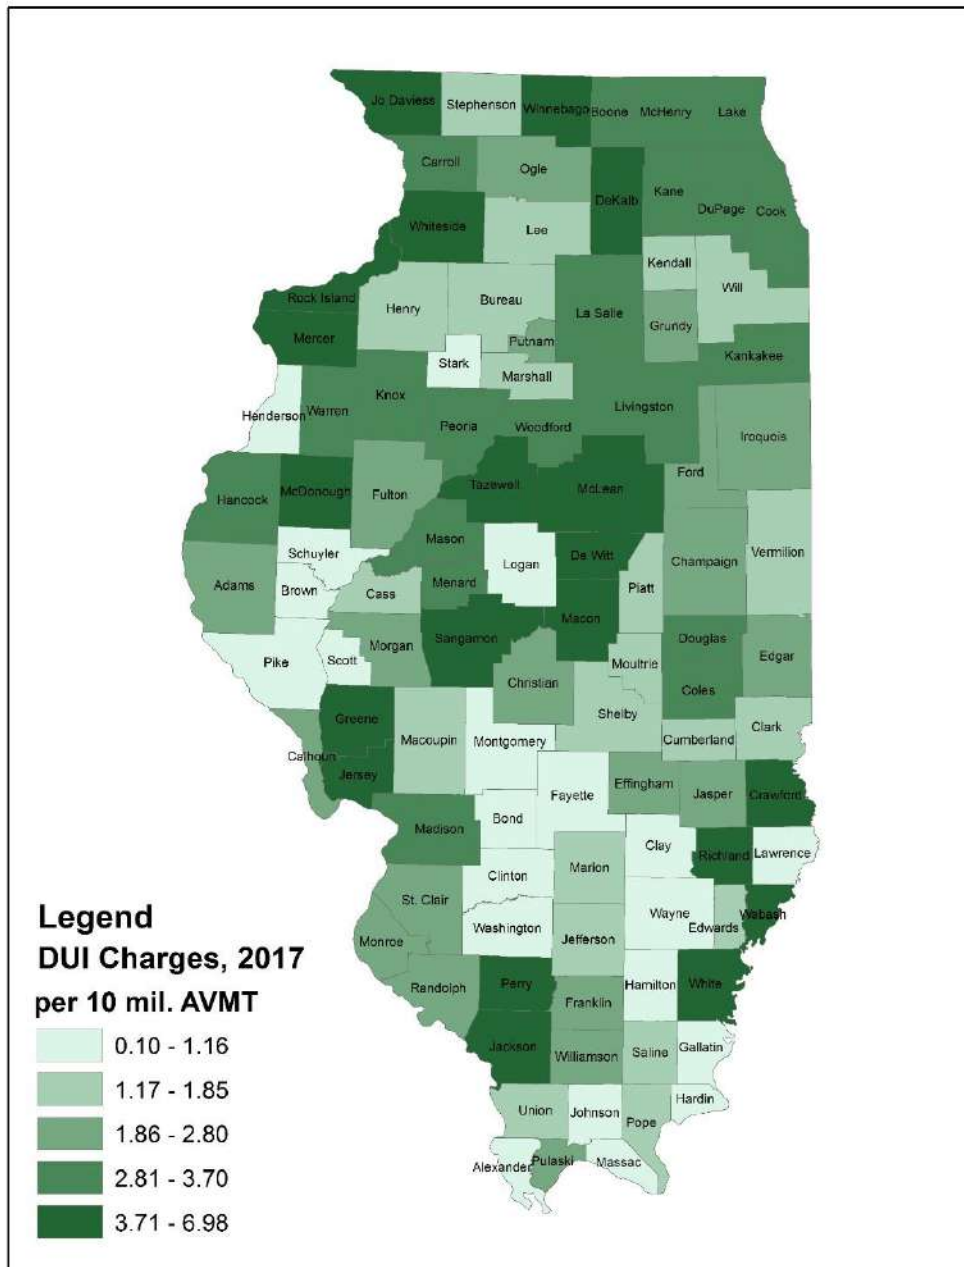 Jo Daviess
Stephenson
Winnebago
Boone
McHenry
Lake
Carroll
Ogle
DeKalb
Kane
DuPage
Cook
Whiteside
Lee
Kendall
Will
Rock Island
Henry
Bureau
La Salle
Grundy
Mercer
Putnam
Kankakee
Stark
Marshall
Henderson
Warren
Knox
Peoria
Woodford
Livingston
Iroquois
Hancock
McDonough
Fulton
Tazewell
McLean
Ford
Schuyler
Mason
Logan
De Witt
Champaign
Vermilion
Adams
Brown
Cass
Menard
Piatt
Macon
Pike
Scott
Morgan
Sangamon
Christian
Moultrie
Douglas
Edgar
Coles
Greene
Macoupin
Montgomery
Shelby
Cumberland
Clark
Calhoun
Jersey
Fayette
Effingham
Jasper
Crawford
Madison
Bond
Clay
Richland
Lawrence
Clinton
Marion
St. Clair
Washington
Wayne
Edwards
Wabash
Monroe
Jefferson
Randolph
Perry
Franklin
Hamilton
White
Jackson
Williamson
Saline
Gallatin
Union
Johnson
Pope
Hardin
Alexander
Pulaski
Massac
Legend
DUI Charges, 2017
per 10 mil. AVMT
0.10 - 1.16
1.17 - 1.85
1.86 - 2.80
2.81 - 3.70
3.71 - 6.98